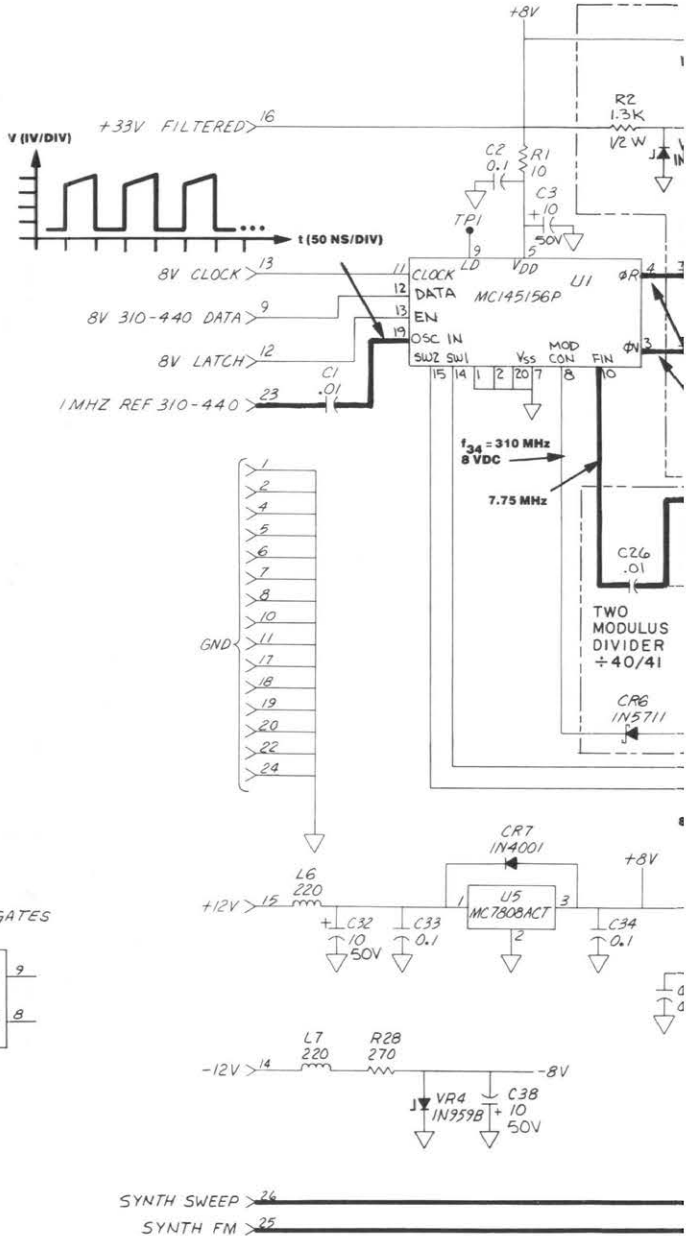 +8V
R2
1.3K
1/2 W
+33V FILTERED 16
V (1V/DIV)
C2
0.1
R1
10
C3
+ 10
50V
TP1
t (50 NS/DIV)
8V CLOCK 13
9
LD
5
VDD
U1
MC145156P
11 CLOCK
ØR 4
8V 310-440 DATA 9
12 DATA
13 EN
8V LATCH 12
19 OSC IN
MOD
CON
FIN
ØV 3
SW2 SW1
VSS
15 14 1 2 20 7 8 10
C1
.01
1 MHZ REF 310-440 23
f34 = 310 MHz
8 VDC
7.75 MHz
GND
1
2
4
5
6
7
8
10
11
17
18
19
20
22
24
C26
.01
TWO
MODULUS
DIVIDER
÷40/41
CR6
1N5711
CR7
1N4001
+8V
L6
220
+12V 15
1
U5
MC7808ACT
3
2
+ C32
10
50V
C33
0.1
C34
0.1
GATES
9
8
L7
220
R28
270
-12V 14
-8V
VR4
1N959B
C38
+ 10
50V
SYNTH SWEEP 26
SYNTH FM 25